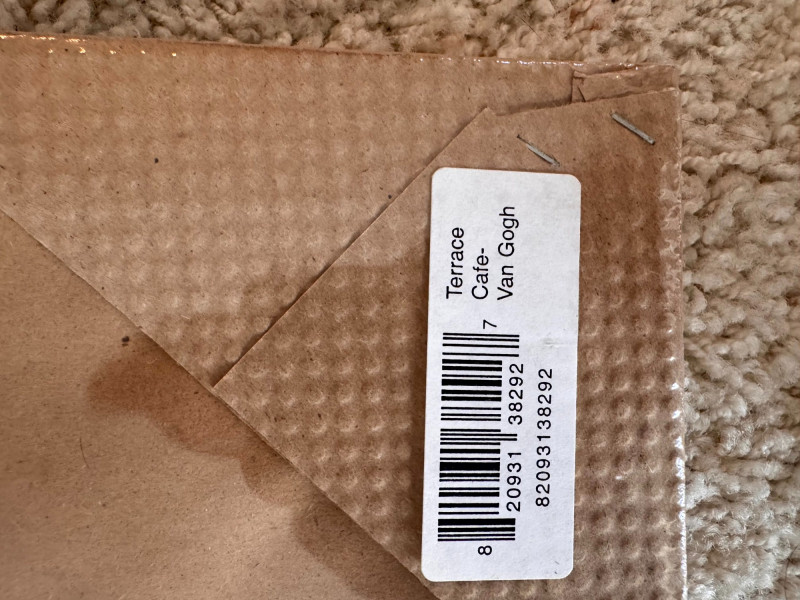 Terrace
Cafe-
Van Gogh
8 20931 38292 7
82093138292